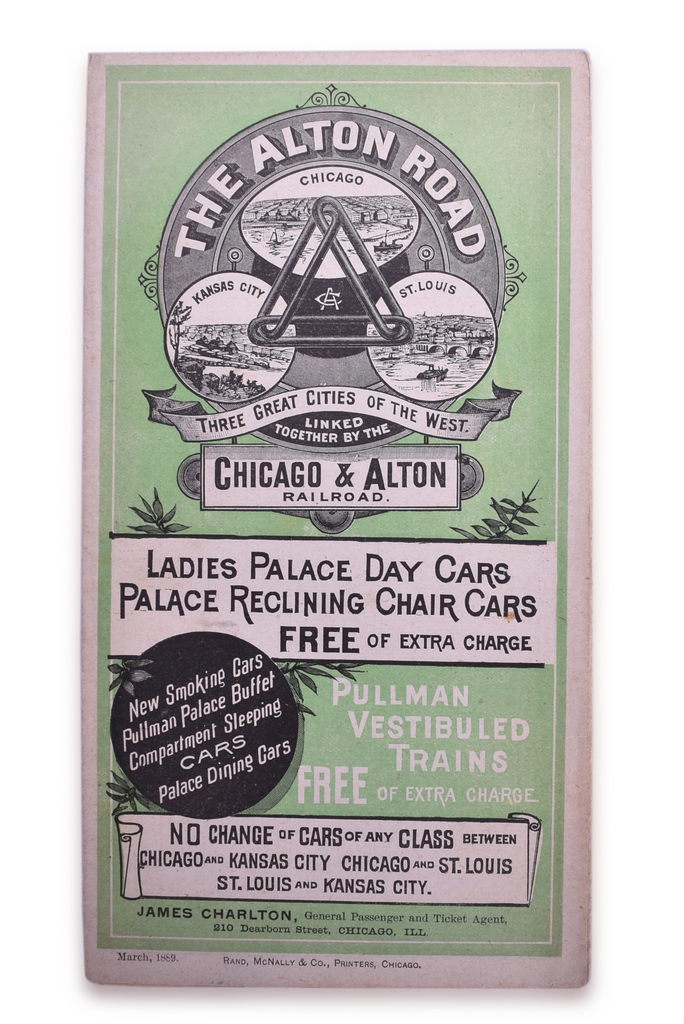 THE ALTON ROAD
CHICAGO
KANSAS CITY
ST. LOUIS
CA
THREE GREAT CITIES OF THE WEST.
LINKED
TOGETHER BY THE
CHICAGO & ALTON
RAILROAD.
LADIES PALACE DAY CARS
PALACE RECLINING CHAIR CARS
FREE OF EXTRA CHARGE
New Smoking Cars
Pullman Palace Buffet
Compartment Sleeping
CARS
Palace Dining Cars
PULLMAN
VESTIBULED
TRAINS
FREE OF EXTRA CHARGE
NO CHANGE OF CARS OF ANY CLASS BETWEEN
CHICAGO AND KANSAS CITY CHICAGO AND ST. LOUIS
ST. LOUIS AND KANSAS CITY.
JAMES CHARLTON, General Passenger and Ticket Agent,
210 Dearborn Street, CHICAGO, ILL.
March, 1889. RAND, MCNALLY & CO., PRINTERS, CHICAGO.